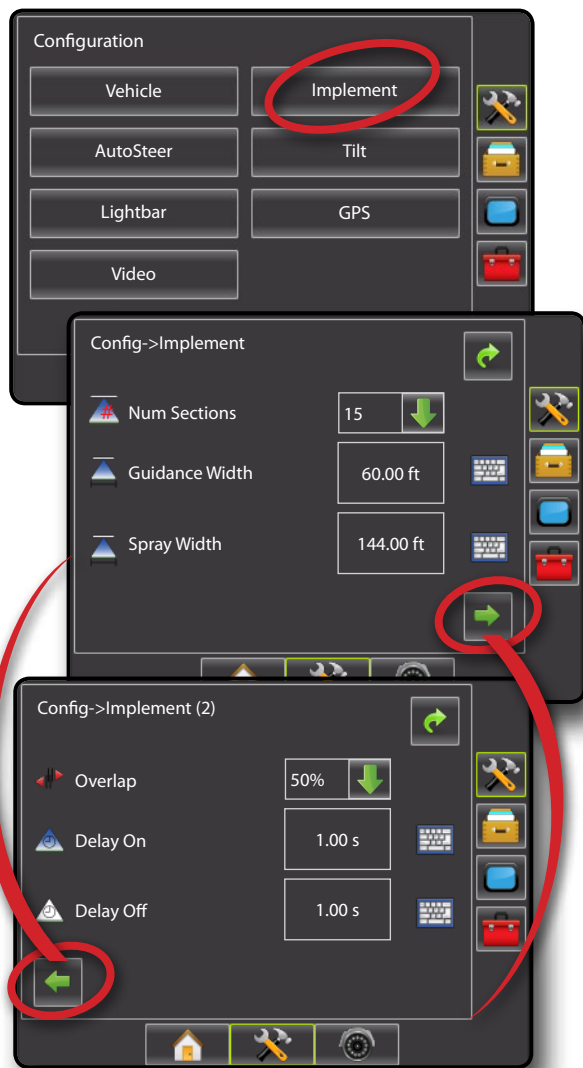 Configuration
Vehicle Implement
AutoSteer Tilt
Lightbar GPS
Video
Config->Implement
# Num Sections 15
Guidance Width 60.00 ft
Spray Width 144.00 ft
Config->Implement (2)
Overlap 50%
Delay On 1.00 s
Delay Off 1.00 s